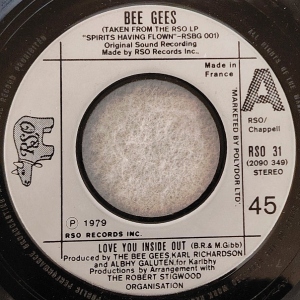 BEE GEES
(TAKEN FROM THE RSO LP
"SPIRITS HAVING FLOWN"-RSBG 001)
Original Sound Recording
Made by RSO Records Inc..
Made in
France
A
"MARKETED BY POLYDOR LTD"
RSO/
Chappell
RSO
RSO 31
(2090 349)
STEREO
45
Ⓟ 1979
RSO RECORDS INC.
LOVE YOU INSIDE OUT (B.R.& M.Gibb)
Produced by THE BEE GEES,KARL RICHARDSON
and ALBHY GALUTEN,for Karlbhy
Productions by Arrangement with
THE ROBERT STIGWOOD
ORGANISATION